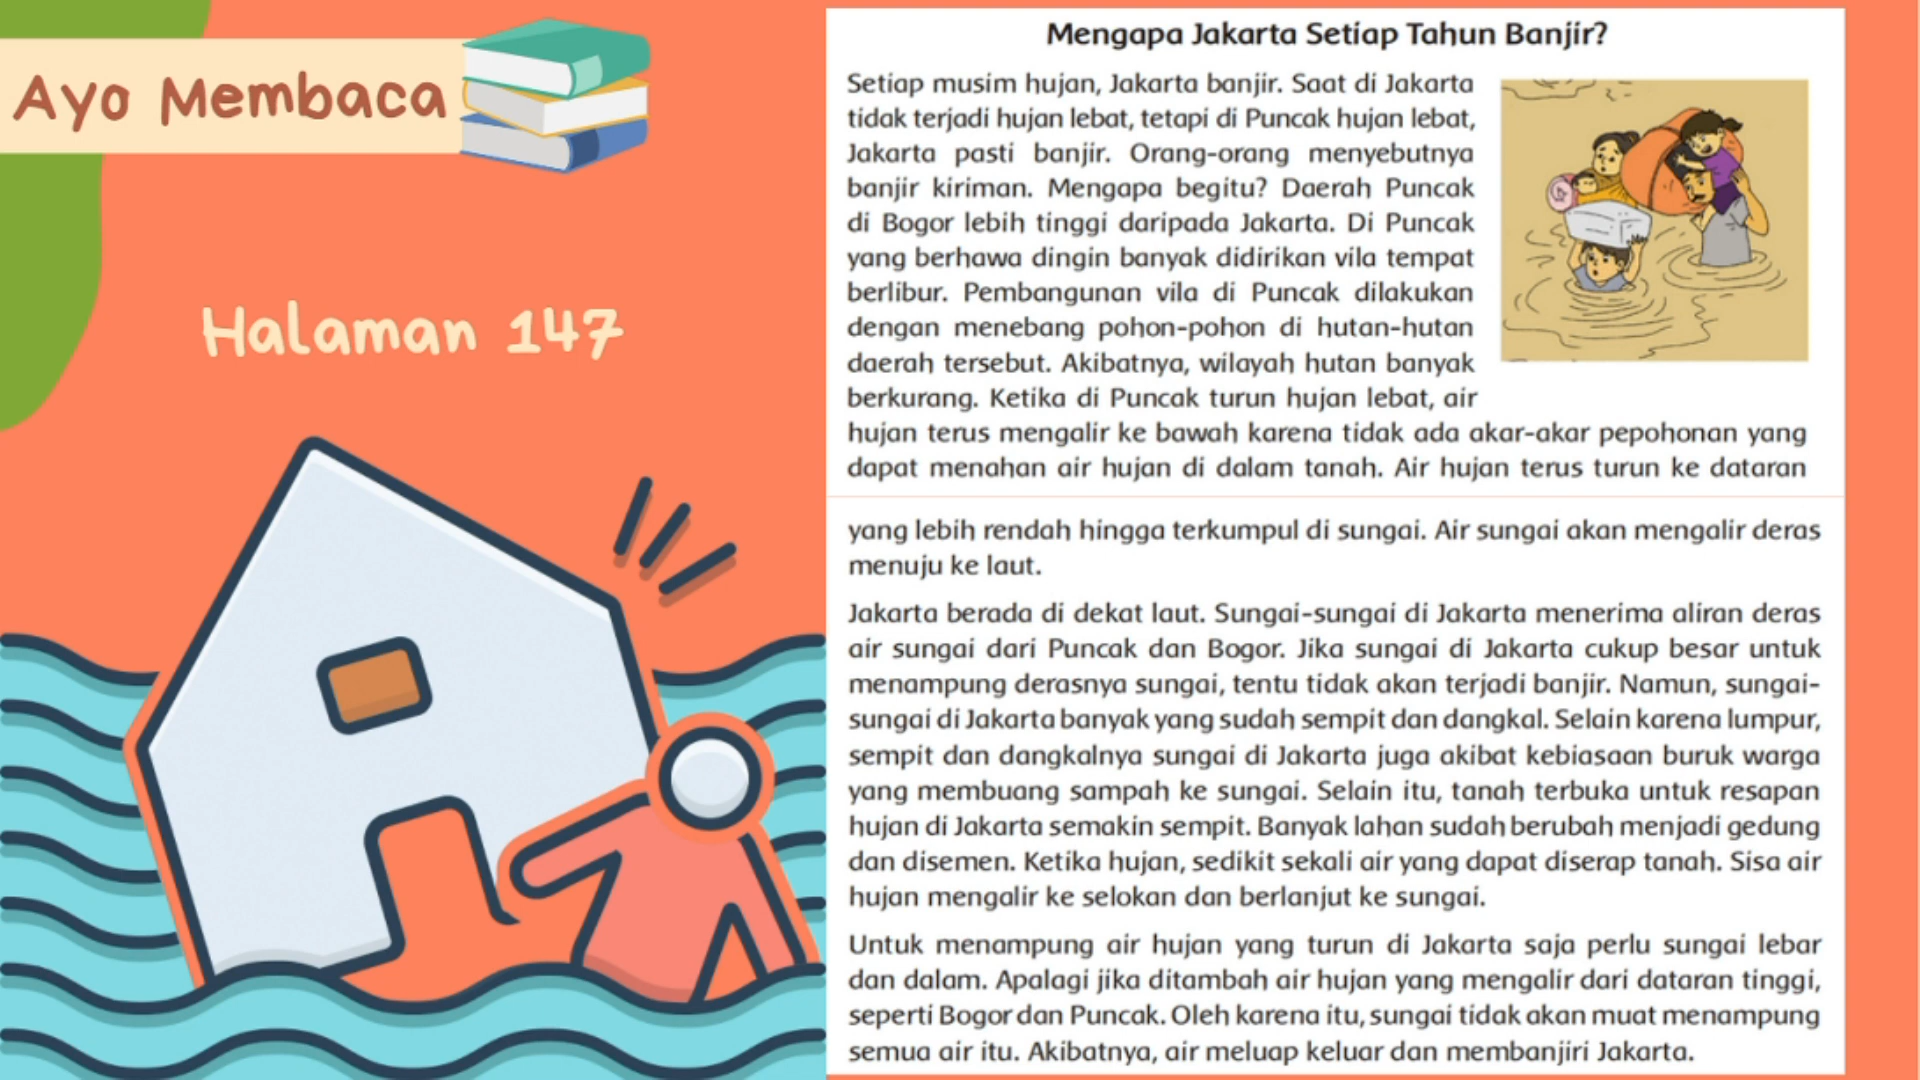 Ayo Membaca
Halaman 147
Mengapa Jakarta Setiap Tahun Banjir?
Setiap musim hujan, Jakarta banjir. Saat di Jakarta
tidak terjadi hujan lebat, tetapi di Puncak hujan lebat,
Jakarta pasti banjir. Orang-orang menyebutnya
banjir kiriman. Mengapa begitu? Daerah Puncak
di Bogor lebih tinggi daripada Jakarta. Di Puncak
yang berhawa dingin banyak didirikan vila tempat
berlibur. Pembangunan vila di Puncak dilakukan
dengan menebang pohon-pohon di hutan-hutan
daerah tersebut. Akibatnya, wilayah hutan banyak
berkurang. Ketika di Puncak turun hujan lebat, air
hujan terus mengalir ke bawah karena tidak ada akar-akar pepohonan yang
dapat menahan air hujan di dalam tanah. Air hujan terus turun ke dataran
yang lebih rendah hingga terkumpul di sungai. Air sungai akan mengalir deras
menuju ke laut.
Jakarta berada di dekat laut. Sungai-sungai di Jakarta menerima aliran deras
air sungai dari Puncak dan Bogor. Jika sungai di Jakarta cukup besar untuk
menampung derasnya sungai, tentu tidak akan terjadi banjir. Namun, sungai-
sungai di Jakarta banyak yang sudah sempit dan dangkal. Selain karena lumpur,
sempit dan dangkalnya sungai di Jakarta juga akibat kebiasaan buruk warga
yang membuang sampah ke sungai. Selain itu, tanah terbuka untuk resapan
hujan di Jakarta semakin sempit. Banyak lahan sudah berubah menjadi gedung
dan disemen. Ketika hujan, sedikit sekali air yang dapat diserap tanah. Sisa air
hujan mengalir ke selokan dan berlanjut ke sungai.
Untuk menampung air hujan yang turun di Jakarta saja perlu sungai lebar
dan dalam. Apalagi jika ditambah air hujan yang mengalir dari dataran tinggi,
seperti Bogor dan Puncak. Oleh karena itu, sungai tidak akan muat menampung
semua air itu. Akibatnya, air meluap keluar dan membanjiri Jakarta.